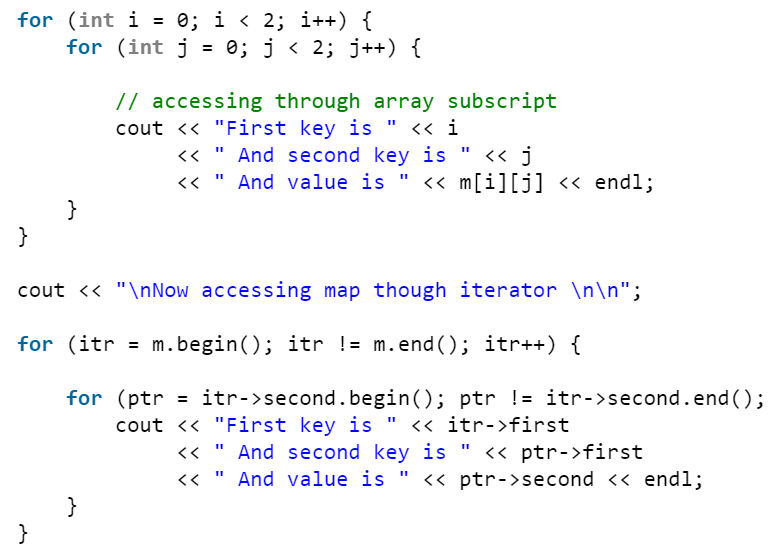 for (int i = 0; i < 2; i++) {
    for (int j = 0; j < 2; j++) {

        // accessing through array subscript
        cout << "First key is " << i
             << " And second key is " << j
             << " And value is " << m[i][j] << endl;
    }
}

cout << "\nNow accessing map though iterator \n\n";

for (itr = m.begin(); itr != m.end(); itr++) {

    for (ptr = itr->second.begin(); ptr != itr->second.end();
        cout << "First key is " << itr->first
             << " And second key is " << ptr->first
             << " And value is " << ptr->second << endl;
    }
}